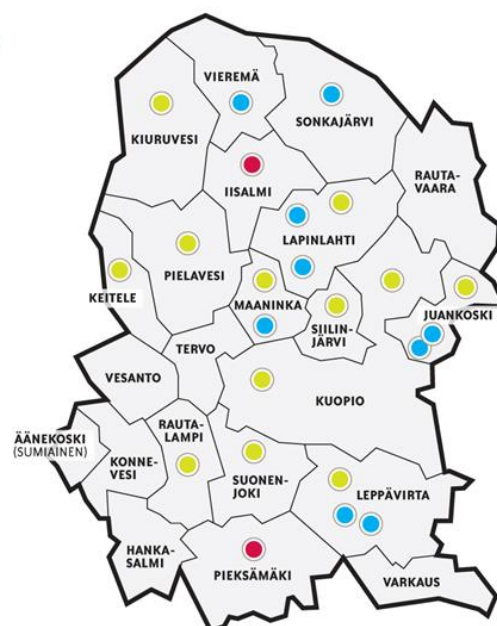 VIEREMÄ
SONKAJÄRVI
KIURUVESI
RAUTA-
VAARA
IISALMI
LAPINLAHTI
PIELAVESI
KEITELE
MAANINKA
SIILIN-
JÄRVI
JUANKOSKI
TERVO
VESANTO
KUOPIO
RAUTA-
LAMPI
ÄÄNEKOSKI
(SUMIAINEN)
KONNE-
VESI
SUONEN-
JOKI
LEPPÄVIRTA
HANKA-
SALMI
PIEKSÄMÄKI
VARKAUS